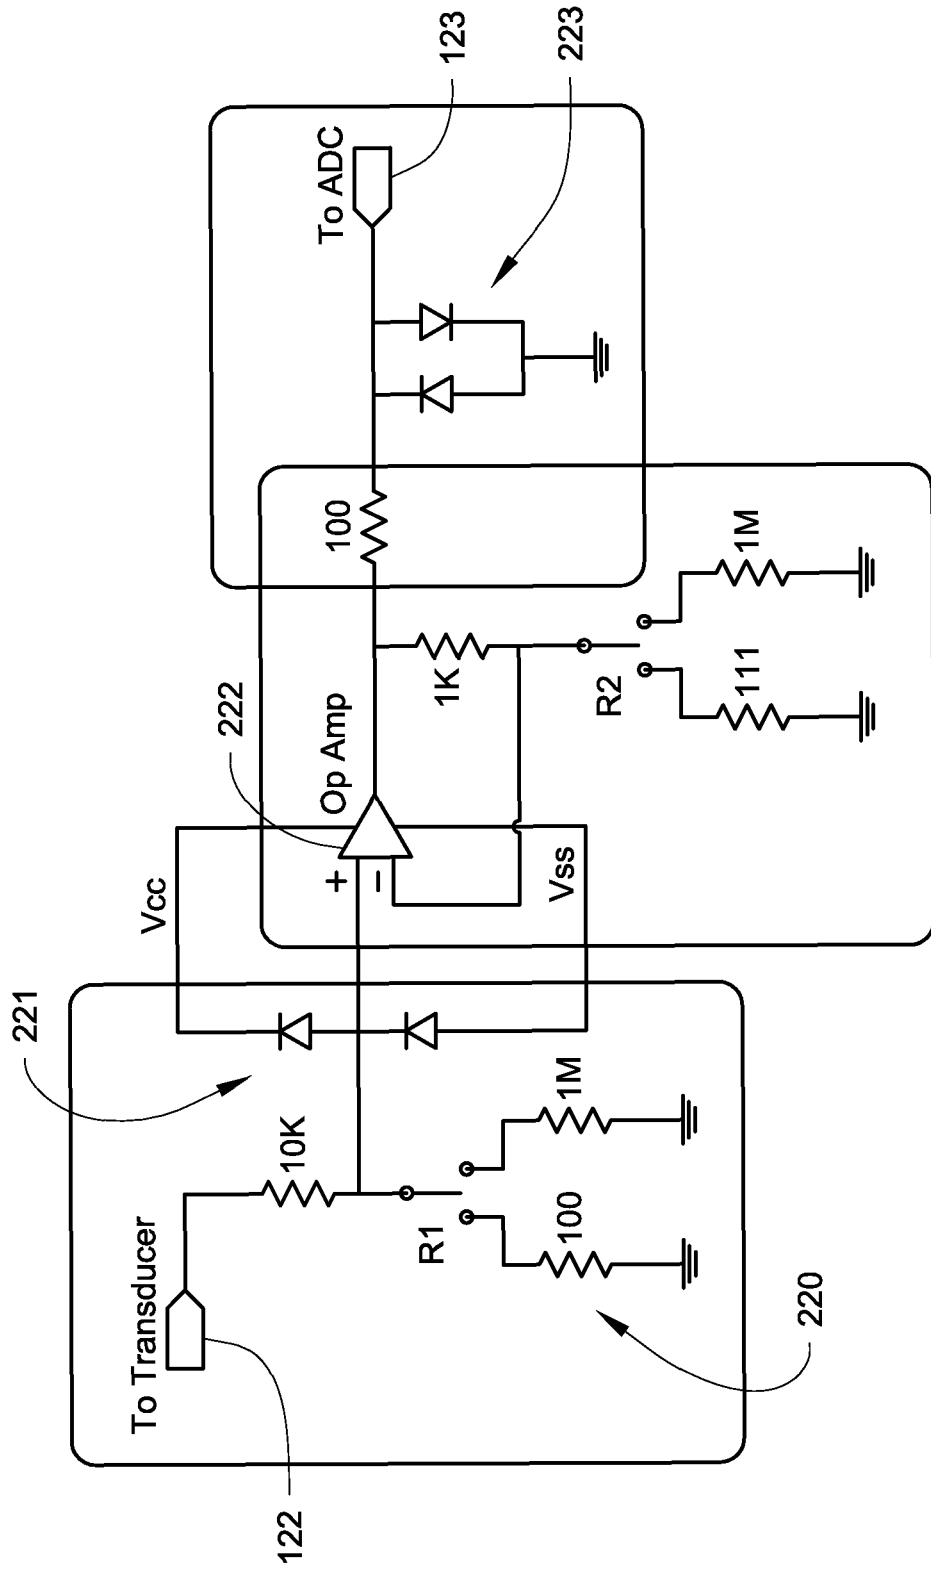 122
To Transducer
10K
R1
100
1M
220
221
Vcc
Vss
222
+
−
Op Amp
1K
R2
111
1M
100
To ADC
123
223